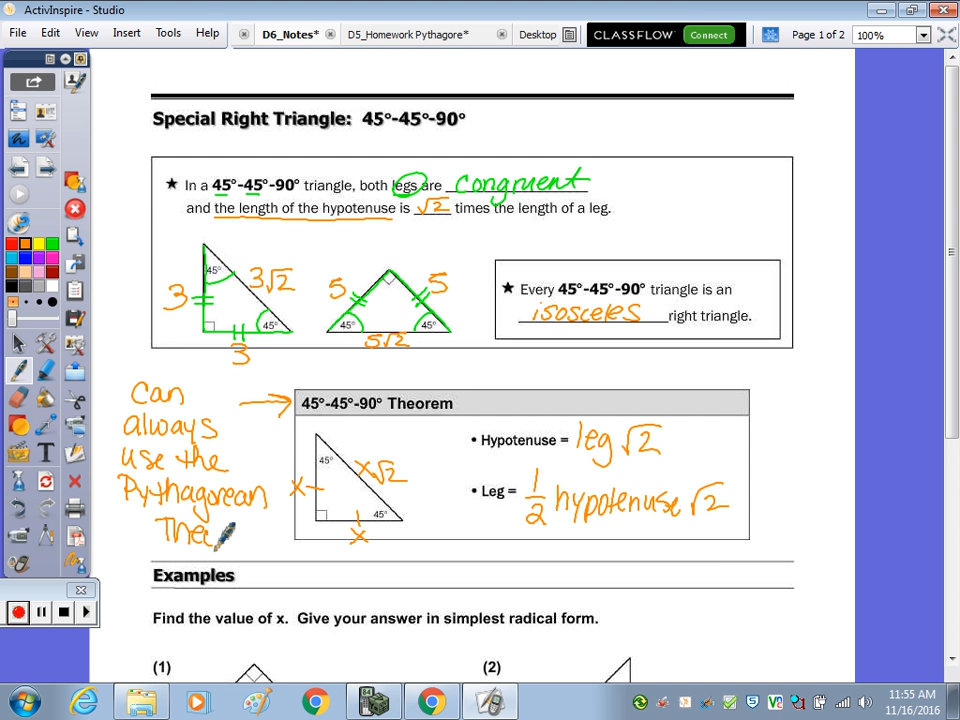 ActivInspire - Studio
File Edit View Insert Tools Help
D6_Notes* D5_Homework Pythagore* Desktop CLASSFLOW Connect Page 1 of 2 100%
Special Right Triangle: 45°-45°-90°
★ In a 45°-45°-90° triangle, both legs are congruent
and the length of the hypotenuse is √2 times the length of a leg.
45° 3√2
3
45°
3
5 5
45° 45°
5√2
★ Every 45°-45°-90° triangle is an
isosceles right triangle.
Can
always
use the
Pythagorean
Theo
45°-45°-90° Theorem
45°
x√2
x
45°
x
• Hypotenuse = leg √2
• Leg = 1/2 hypotenuse √2
Examples
Find the value of x. Give your answer in simplest radical form.
(1) (2)
11:55 AM
11/16/2016